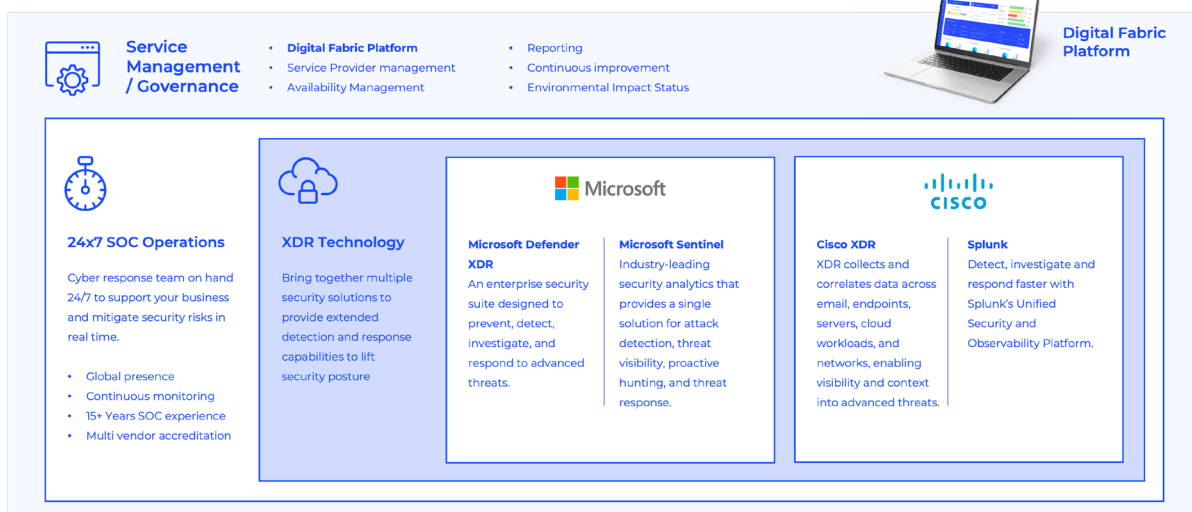 Service
Management
/ Governance
• Digital Fabric Platform
• Service Provider management
• Availability Management
• Reporting
• Continuous improvement
• Environmental Impact Status
Digital Fabric
Platform
24x7 SOC Operations
Cyber response team on hand
24/7 to support your business
and mitigate security risks in
real time.
• Global presence
• Continuous monitoring
• 15+ Years SOC experience
• Multi vendor accreditation
XDR Technology
Bring together multiple
security solutions to
provide extended
detection and response
capabilities to lift
security posture
Microsoft
Microsoft Defender
XDR
An enterprise security
suite designed to
prevent, detect,
investigate, and
respond to advanced
threats.
Microsoft Sentinel
Industry-leading
security analytics that
provides a single
solution for attack
detection, threat
visibility, proactive
hunting, and threat
response.
CISCO
Cisco XDR
XDR collects and
correlates data across
email, endpoints,
servers, cloud
workloads, and
networks, enabling
visibility and context
into advanced threats.
Splunk
Detect, investigate and
respond faster with
Splunk's Unified
Security and
Observability Platform.